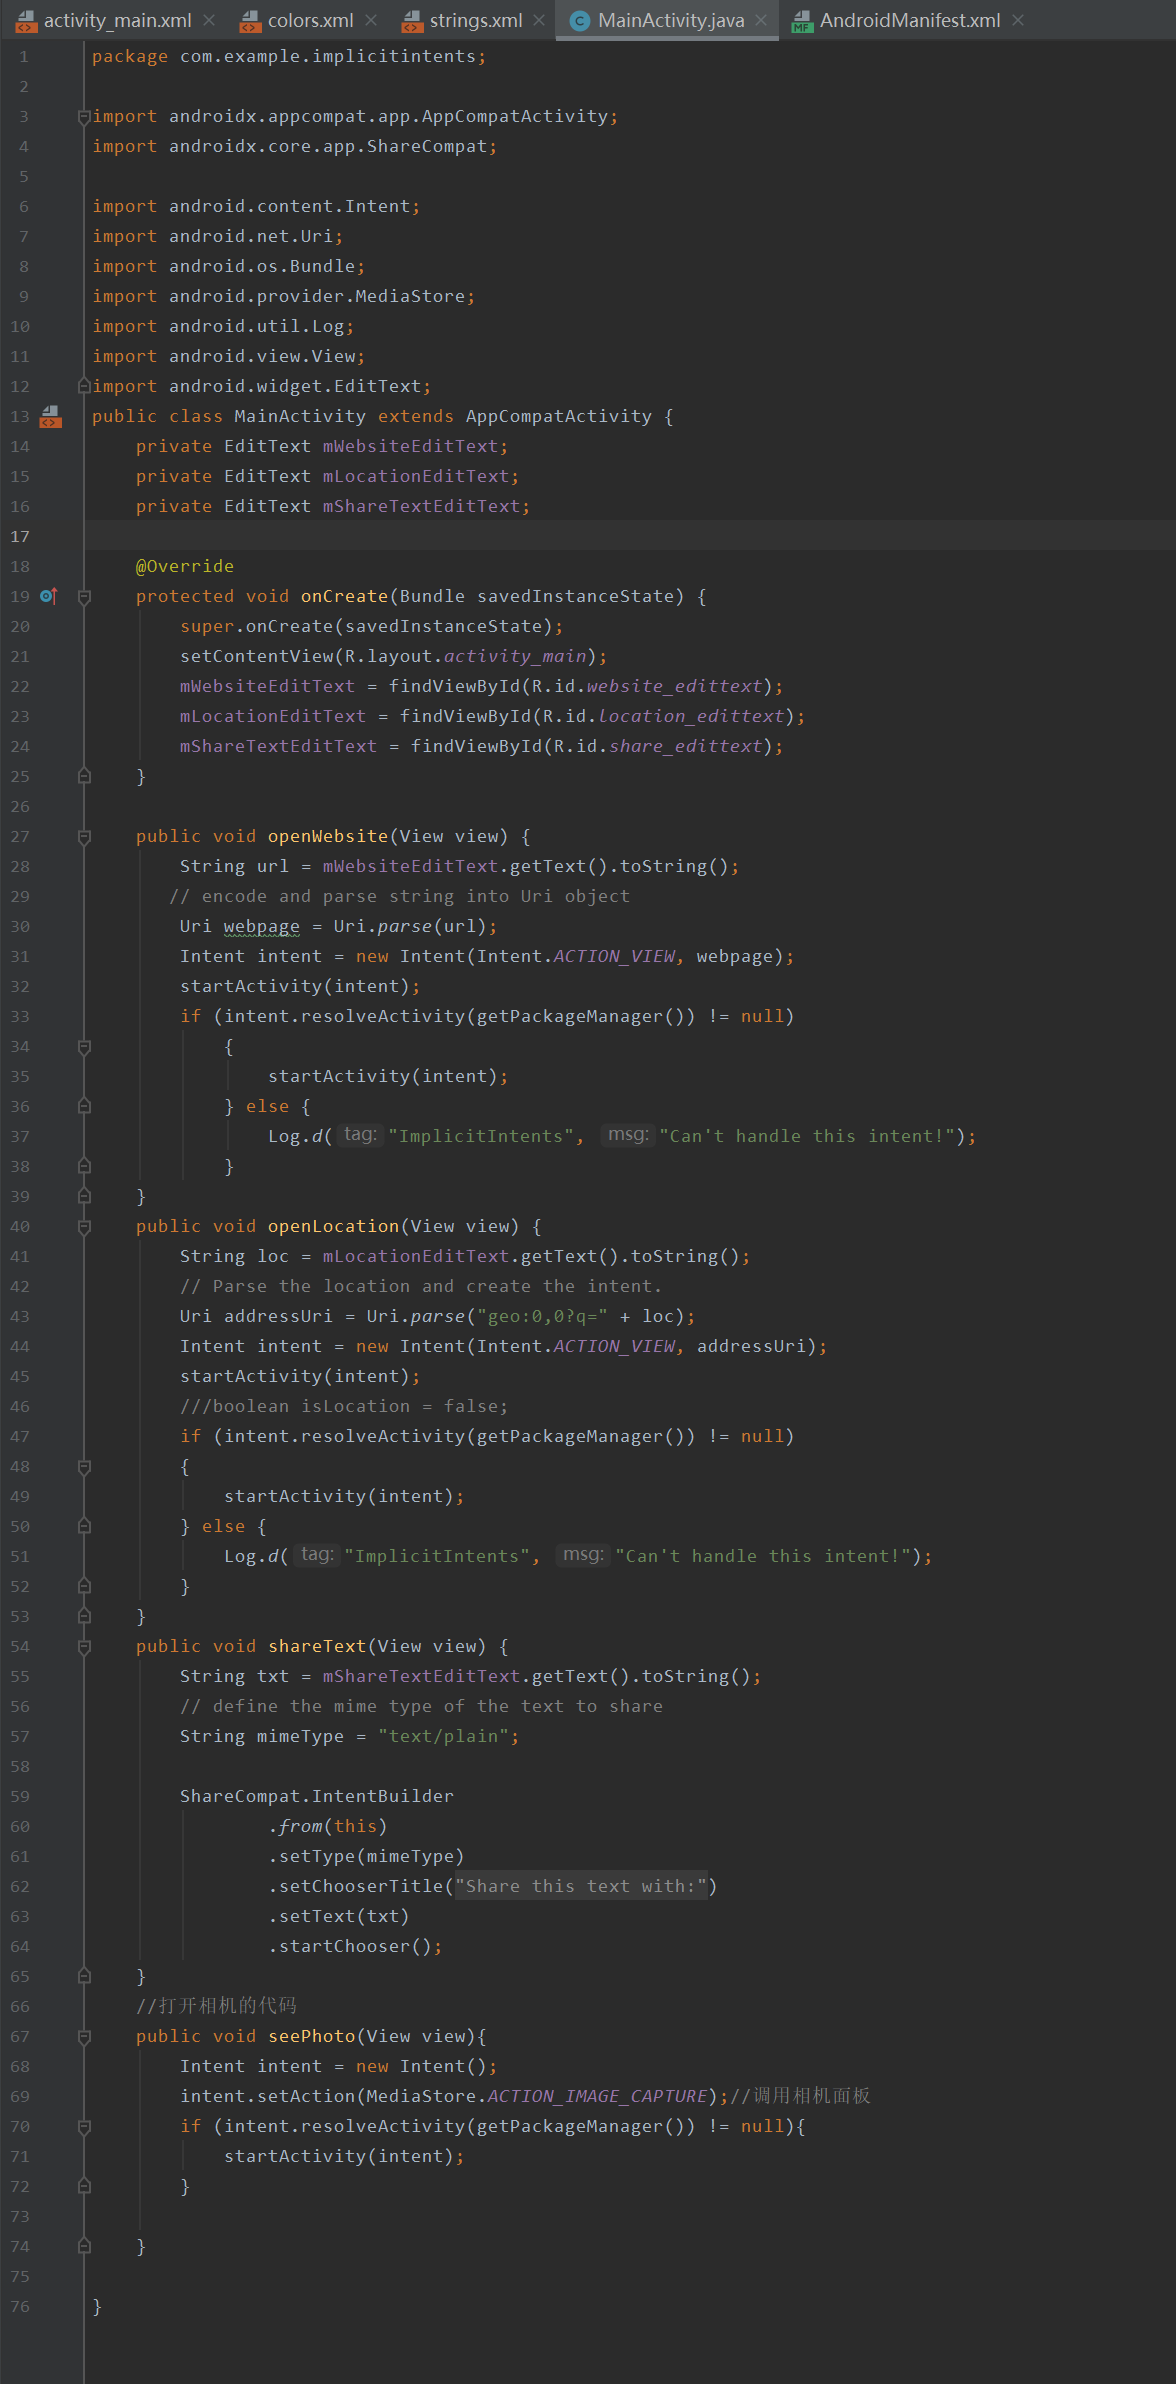 activity_main.xml colors.xml strings.xml MainActivity.java AndroidManifest.xml
1 package com.example.implicitintents;
2
3 import androidx.appcompat.app.AppCompatActivity;
4 import androidx.core.app.ShareCompat;
5
6 import android.content.Intent;
7 import android.net.Uri;
8 import android.os.Bundle;
9 import android.provider.MediaStore;
10 import android.util.Log;
11 import android.view.View;
12 import android.widget.EditText;
13 public class MainActivity extends AppCompatActivity {
14     private EditText mWebsiteEditText;
15     private EditText mLocationEditText;
16     private EditText mShareTextEditText;
17
18     @Override
19     protected void onCreate(Bundle savedInstanceState) {
20         super.onCreate(savedInstanceState);
21         setContentView(R.layout.activity_main);
22         mWebsiteEditText = findViewById(R.id.website_edittext);
23         mLocationEditText = findViewById(R.id.location_edittext);
24         mShareTextEditText = findViewById(R.id.share_edittext);
25     }
26
27     public void openWebsite(View view) {
28         String url = mWebsiteEditText.getText().toString();
29        // encode and parse string into Uri object
30         Uri webpage = Uri.parse(url);
31         Intent intent = new Intent(Intent.ACTION_VIEW, webpage);
32         startActivity(intent);
33         if (intent.resolveActivity(getPackageManager()) != null)
34             {
35                 startActivity(intent);
36             } else {
37                 Log.d( tag: "ImplicitIntents", msg: "Can't handle this intent!");
38             }
39     }
40     public void openLocation(View view) {
41         String loc = mLocationEditText.getText().toString();
42         // Parse the location and create the intent.
43         Uri addressUri = Uri.parse("geo:0,0?q=" + loc);
44         Intent intent = new Intent(Intent.ACTION_VIEW, addressUri);
45         startActivity(intent);
46         ///boolean isLocation = false;
47         if (intent.resolveActivity(getPackageManager()) != null)
48         {
49             startActivity(intent);
50         } else {
51             Log.d( tag: "ImplicitIntents", msg: "Can't handle this intent!");
52         }
53     }
54     public void shareText(View view) {
55         String txt = mShareTextEditText.getText().toString();
56         // define the mime type of the text to share
57         String mimeType = "text/plain";
58
59         ShareCompat.IntentBuilder
60                 .from(this)
61                 .setType(mimeType)
62                 .setChooserTitle("Share this text with:")
63                 .setText(txt)
64                 .startChooser();
65     }
66     //打开相机的代码
67     public void seePhoto(View view){
68         Intent intent = new Intent();
69         intent.setAction(MediaStore.ACTION_IMAGE_CAPTURE);//调用相机面板
70         if (intent.resolveActivity(getPackageManager()) != null){
71             startActivity(intent);
72         }
73
74     }
75
76 }